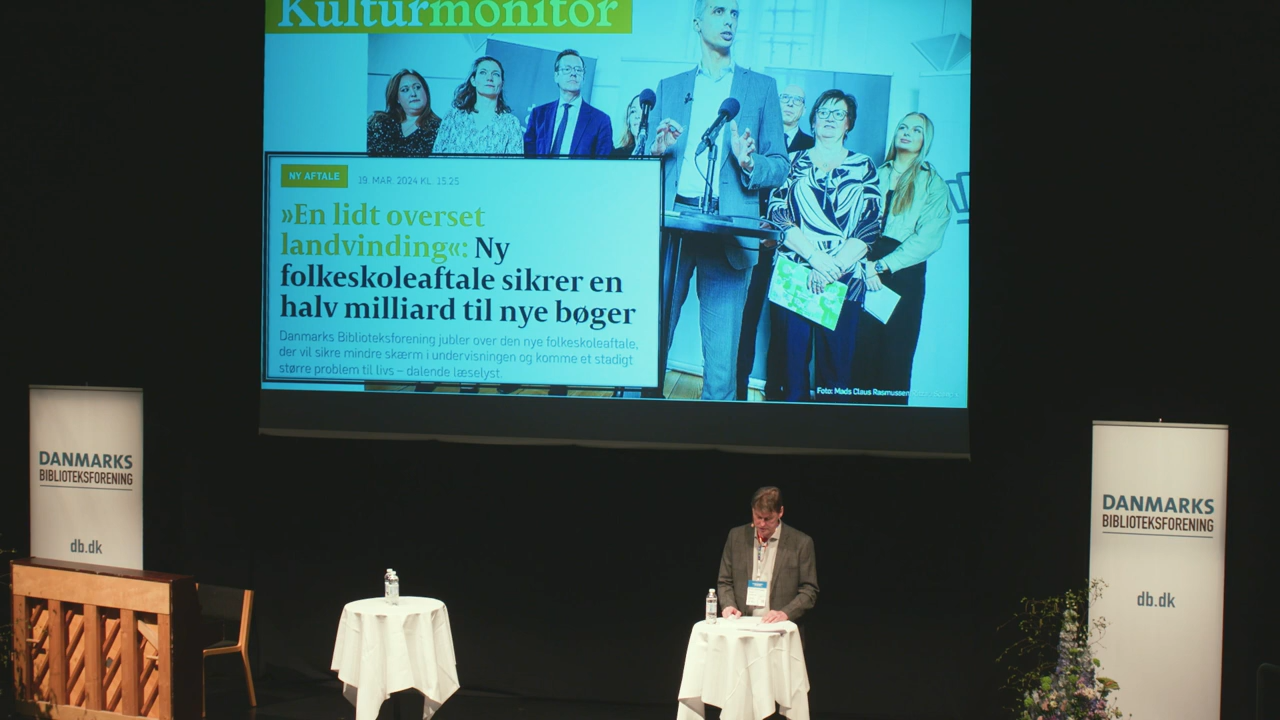 Kulturmonitor
NY AFTALE
19. MAR. 2024 KL. 15.25
»En lidt overset
landvinding«: Ny
folkeskoleaftale sikrer en
halv milliard til nye bøger
Danmarks Biblioteksforening jubler over den nye folkeskoleaftale,
der vil sikre mindre skærm i undervisningen og komme et stadigt
større problem til livs – dalende læselyst.
Foto: Mads Claus Rasmussen
DANMARKS
BIBLIOTEKSFORENING
db.dk
DANMARKS
BIBLIOTEKSFORENING
db.dk